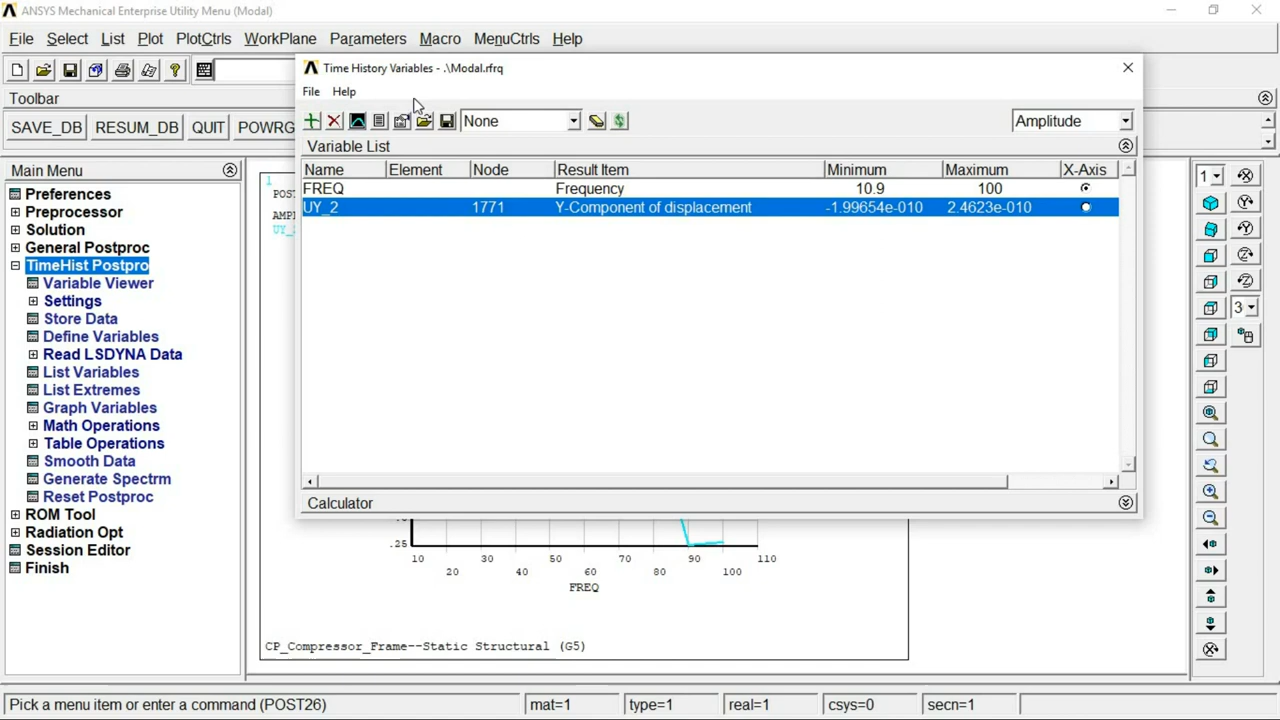 ANSYS Mechanical Enterprise Utility Menu (Modal)
File Select List Plot PlotCtrls WorkPlane Parameters Macro MenuCtrls Help
Time History Variables - .\Modal.rfrq
File Help
Toolbar
SAVE_DB RESUM_DB QUIT POWRG
None
Amplitude
Variable List
Name Element Node Result Item Minimum Maximum X-Axis
FREQ Frequency 10.9 100
UY_2 1771 Y-Component of displacement -1.99654e-010 2.4623e-010
Calculator
Main Menu
Preferences
Preprocessor
Solution
General Postproc
TimeHist Postpro
Variable Viewer
Settings
Store Data
Define Variables
Read LSDYNA Data
List Variables
List Extremes
Graph Variables
Math Operations
Table Operations
Smooth Data
Generate Spectrm
Reset Postproc
ROM Tool
Radiation Opt
Session Editor
Finish
1
POST
AMPL
.25
10 30 50 70 90 110
20 40 60 80 100
FREQ
CP_Compressor_Frame--Static Structural (G5)
1
3
Pick a menu item or enter a command (POST26) mat=1 type=1 real=1 csys=0 secn=1